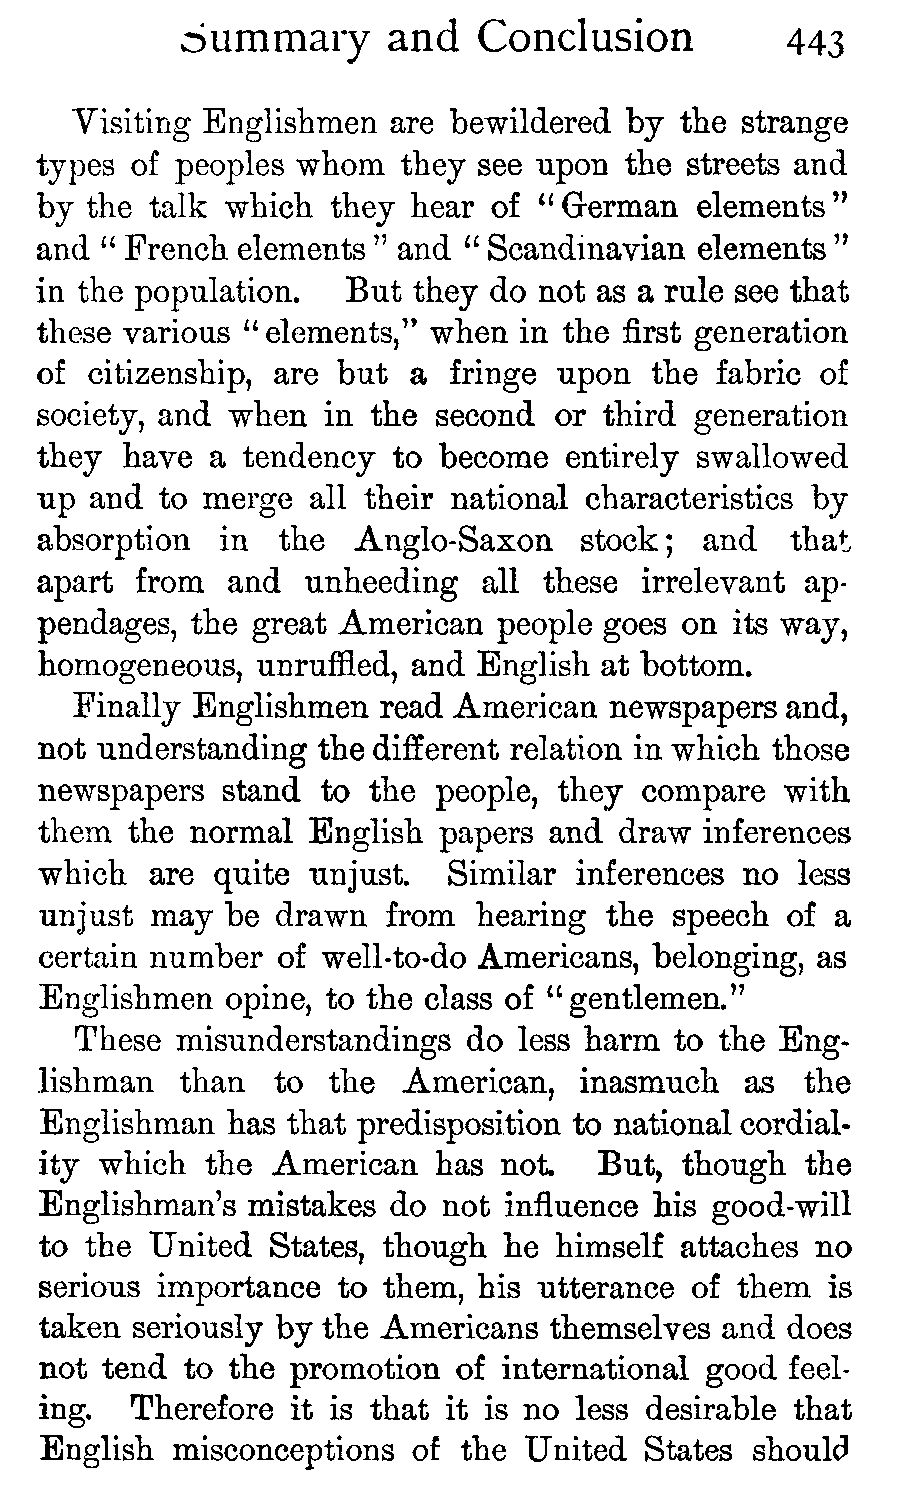 Summary and Conclusion 443
Visiting Englishmen are bewildered by the strange
types of peoples whom they see upon the streets and
by the talk which they hear of "German elements"
and "French elements" and "Scandinavian elements"
in the population. But they do not as a rule see that
these various "elements," when in the first generation
of citizenship, are but a fringe upon the fabric of
society, and when in the second or third generation
they have a tendency to become entirely swallowed
up and to merge all their national characteristics by
absorption in the Anglo-Saxon stock; and that
apart from and unheeding all these irrelevant ap-
pendages, the great American people goes on its way,
homogeneous, unruffled, and English at bottom.
Finally Englishmen read American newspapers and,
not understanding the different relation in which those
newspapers stand to the people, they compare with
them the normal English papers and draw inferences
which are quite unjust. Similar inferences no less
unjust may be drawn from hearing the speech of a
certain number of well-to-do Americans, belonging, as
Englishmen opine, to the class of "gentlemen."
These misunderstandings do less harm to the Eng-
lishman than to the American, inasmuch as the
Englishman has that predisposition to national cordial-
ity which the American has not. But, though the
Englishman's mistakes do not influence his good-will
to the United States, though he himself attaches no
serious importance to them, his utterance of them is
taken seriously by the Americans themselves and does
not tend to the promotion of international good feel-
ing. Therefore it is that it is no less desirable that
English misconceptions of the United States should